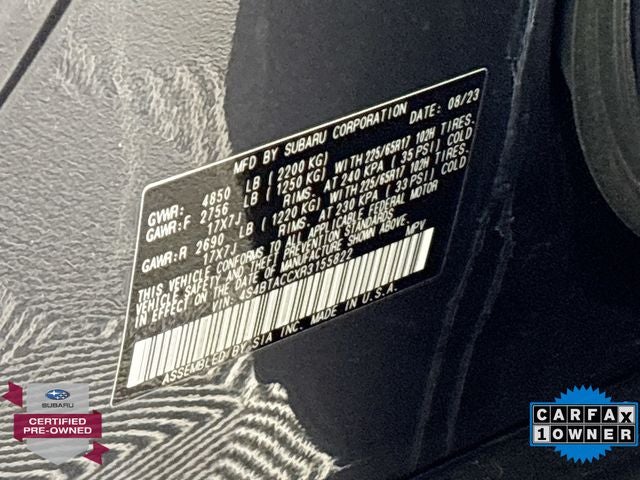 MFD BY SUBARU CORPORATION DATE: 08/23
GVWR: 4850 LB ( 2200 KG)
GAWR:F 2756 LB ( 1250 KG) WITH 225/65R17 102H TIRES.
17X7J RIMS. AT 240 KPA ( 35 PSI) COLD
GAWR:R 2690 LB ( 1220 KG) WITH 225/65R17 102H TIRES.
17X7J RIMS. AT 230 KPA ( 33 PSI) COLD
THIS VEHICLE CONFORMS TO ALL APPLICABLE FEDERAL MOTOR
VEHICLE SAFETY AND THEFT PREVENTION STANDARDS
IN EFFECT ON THE DATE OF MANUFACTURE SHOWN ABOVE.
VIN: 4S4BTACCXR3155822 MPV
ASSEMBLED BY SIA INC. MADE IN U.S.A.
SUBARU
CERTIFIED
PRE-OWNED
CARFAX
1 OWNER